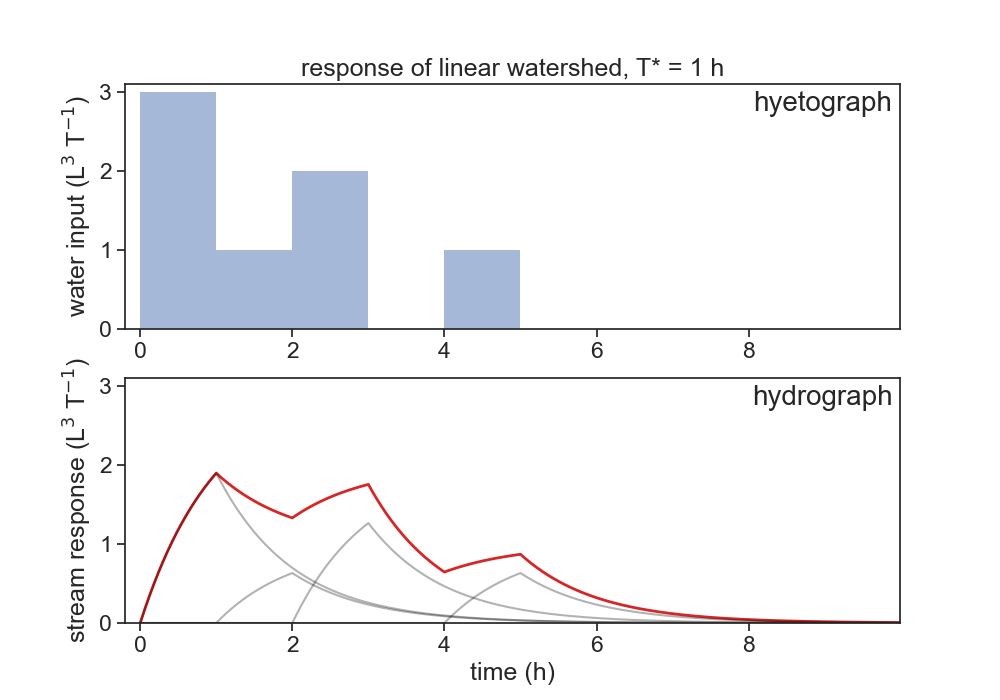 response of linear watershed, T* = 1 h
hyetograph
water input (L³ T⁻¹)
3
2
1
0
0 2 4 6 8
hydrograph
stream response (L³ T⁻¹)
3
2
1
0
0 2 4 6 8
time (h)